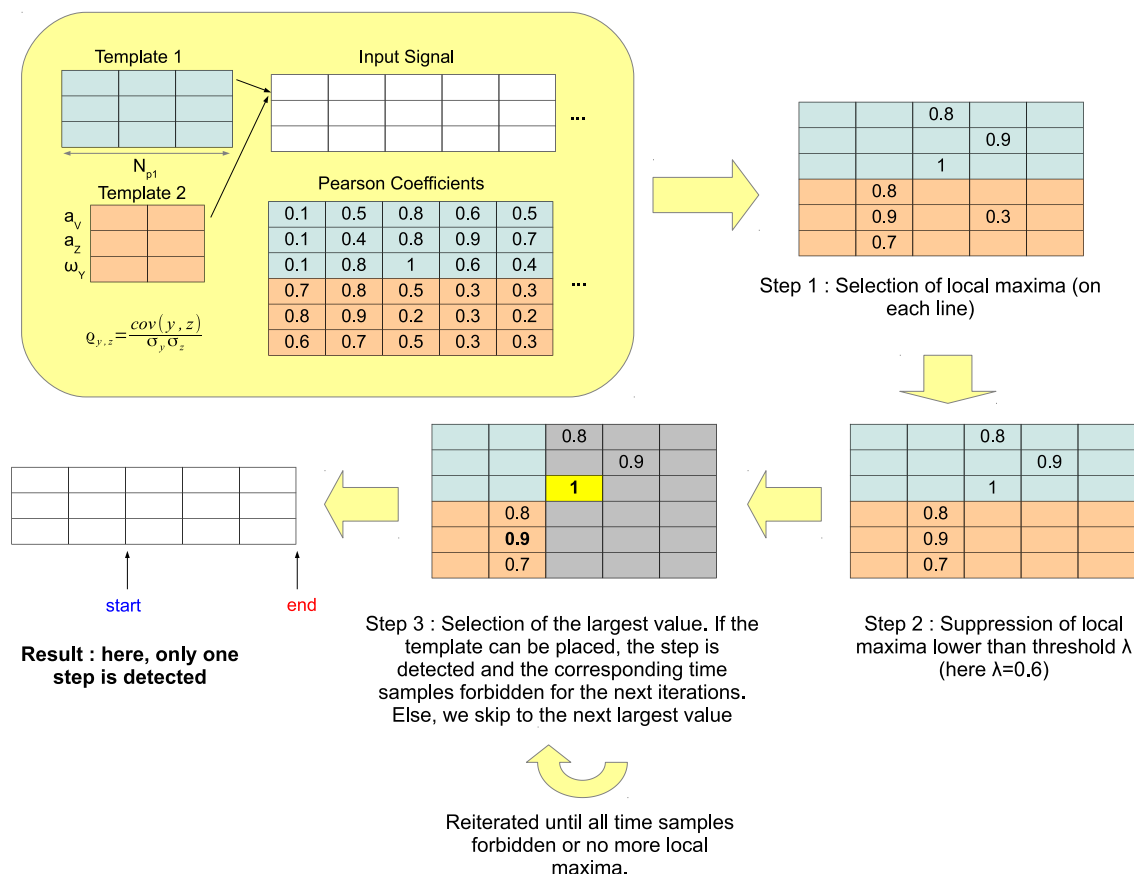 Template 1
Input Signal
...
N_p1
Template 2
Pearson Coefficients
a_V
a_Z
ω_Y
0.1 0.5 0.8 0.6 0.5
0.1 0.4 0.8 0.9 0.7
0.1 0.8 1 0.6 0.4
0.7 0.8 0.5 0.3 0.3
0.8 0.9 0.2 0.3 0.2
0.6 0.7 0.5 0.3 0.3
...
ϱ_y,z = cov(y,z) / σ_y σ_z
0.8
0.9
1
0.8
0.9 0.3
0.7
Step 1 : Selection of local maxima (on
each line)
0.8
0.9
1
0.8
0.9
0.7
Step 2 : Suppression of local
maxima lower than threshold λ
(here λ=0.6)
0.8
0.9
1
0.8
0.9
0.7
Step 3 : Selection of the largest value. If the
template can be placed, the step is
detected and the corresponding time
samples forbidden for the next iterations.
Else, we skip to the next largest value
Reiterated until all time samples
forbidden or no more local
maxima.
start
end
Result : here, only one
step is detected